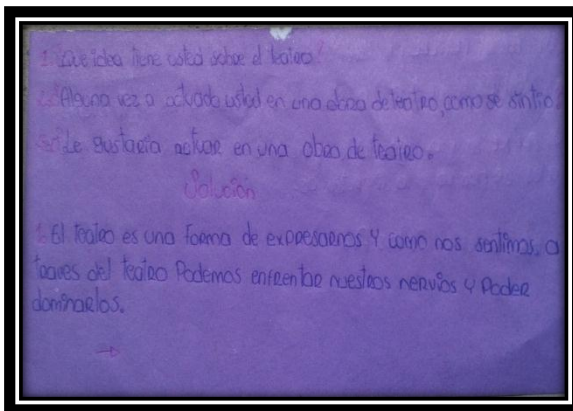 1. Que idea tiene usted sobre el teatro?
2. Alguna vez a actuado usted en una obra de teatro, como se sintio.
3. Le gustaria actuar en una obra de teatro.
Solución
1. El teatro es una forma de expresarnos y como nos sentimos, a
traves del teatro Podemos enfrentar nuestros nervios y Poder
dominarlos.